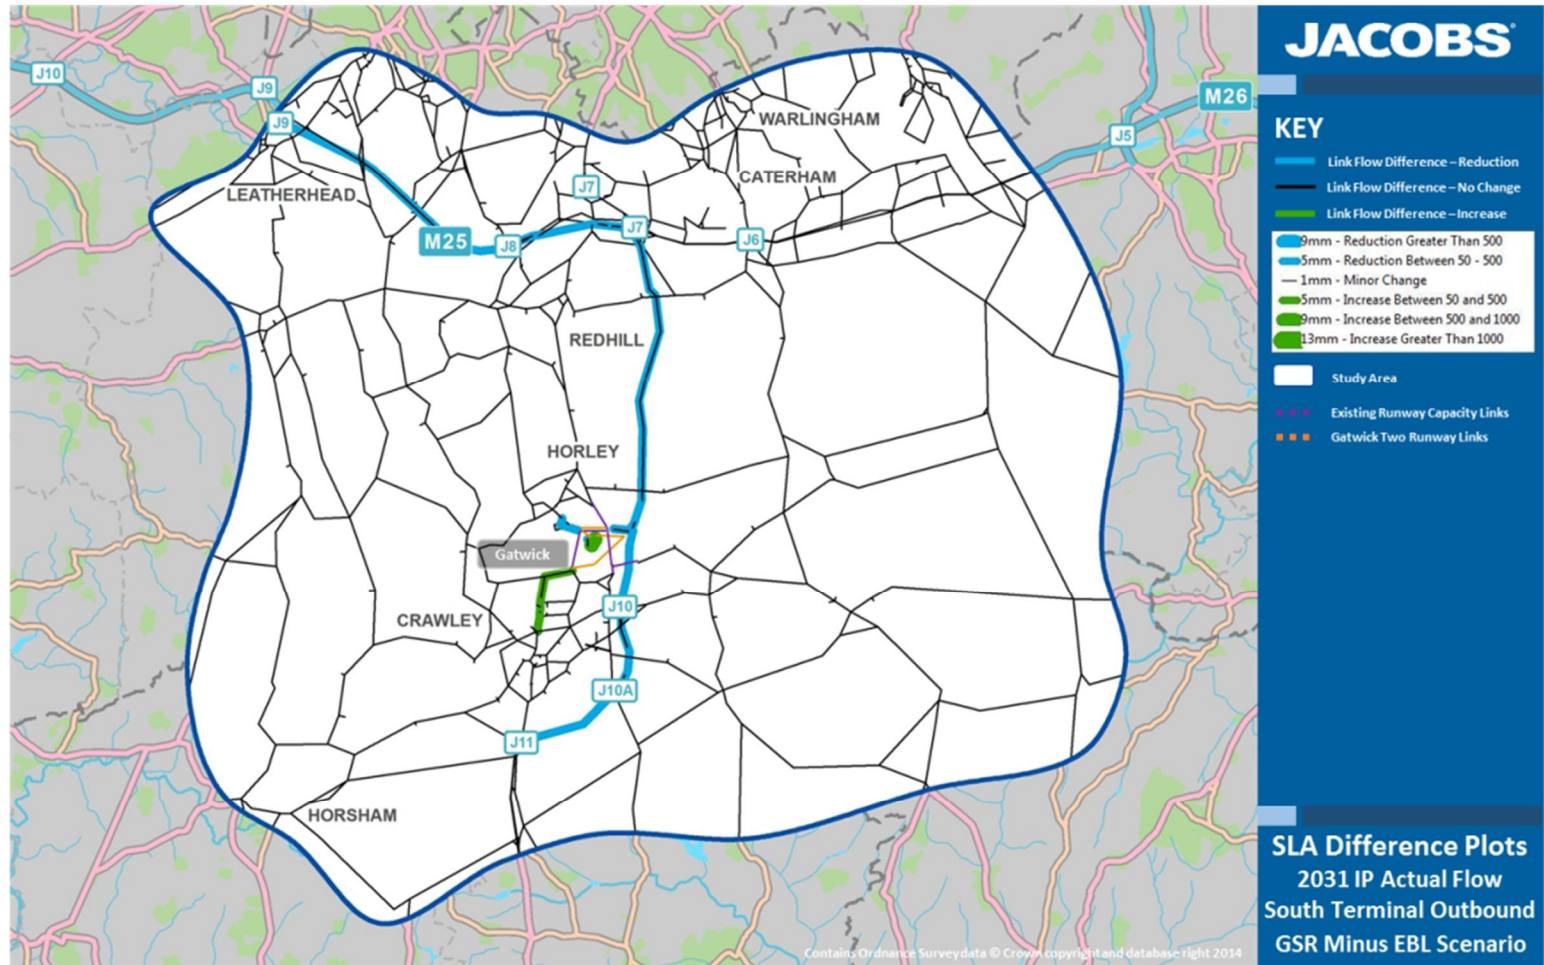 JACOBS
J10
J9
J9
M26
J5
KEY
Link Flow Difference – Reduction
Link Flow Difference – No Change
Link Flow Difference – Increase
9mm - Reduction Greater Than 500
5mm - Reduction Between 50 - 500
1mm - Minor Change
5mm - Increase Between 50 and 500
9mm - Increase Between 500 and 1000
13mm - Increase Greater Than 1000
Study Area
Existing Runway Capacity Links
Gatwick Two Runway Links
WARLINGHAM
CATERHAM
LEATHERHEAD
J7
J7
M25
J8
J6
REDHILL
HORLEY
Gatwick
J10
CRAWLEY
J10A
J11
HORSHAM
SLA Difference Plots
2031 IP Actual Flow
South Terminal Outbound
GSR Minus EBL Scenario
Contains Ordnance Survey data © Crown copyright and database right 2014